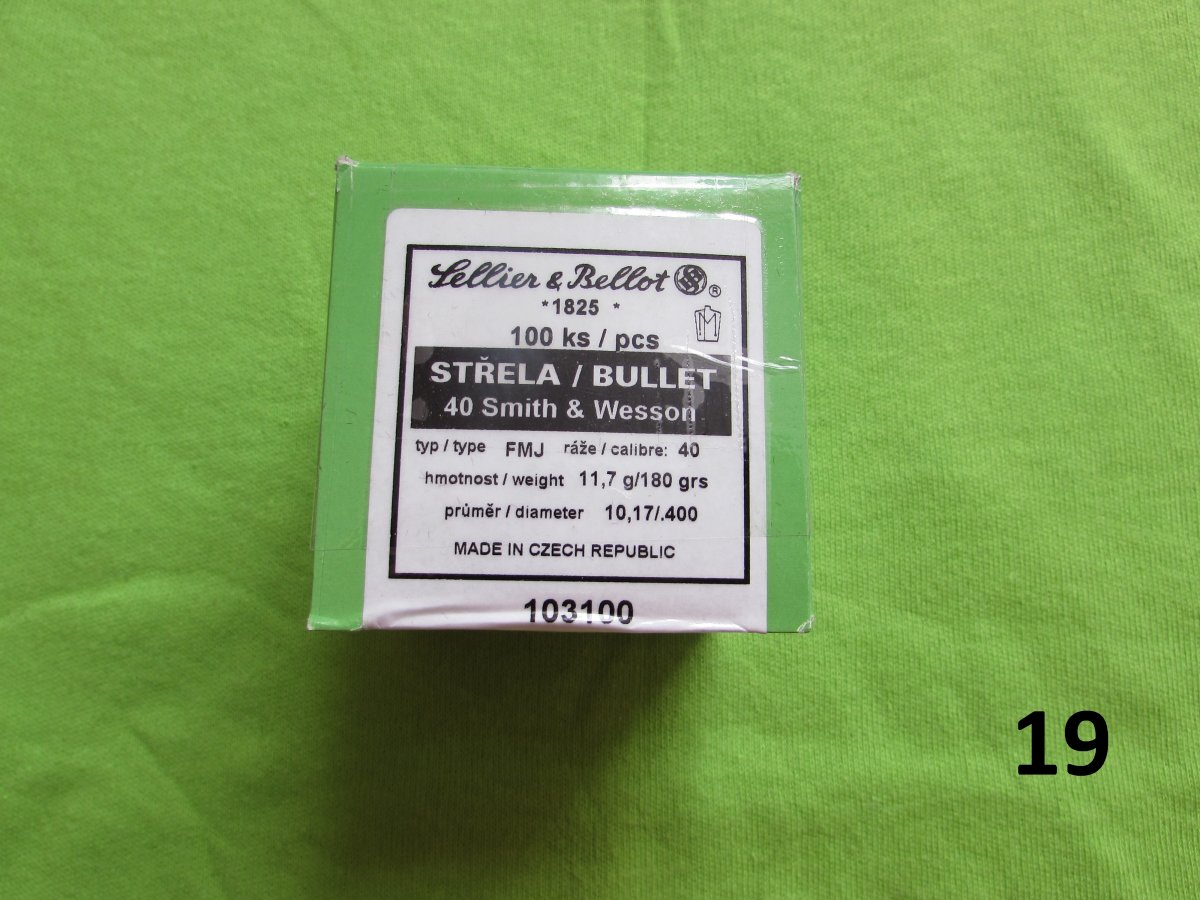 Sellier & Bellot ®
*1825 *
100 ks / pcs
STŘELA / BULLET
40 Smith & Wesson
typ / type FMJ ráže / calibre: 40
hmotnost / weight 11,7 g/180 grs
průměr / diameter 10,17/.400
MADE IN CZECH REPUBLIC
103100
19